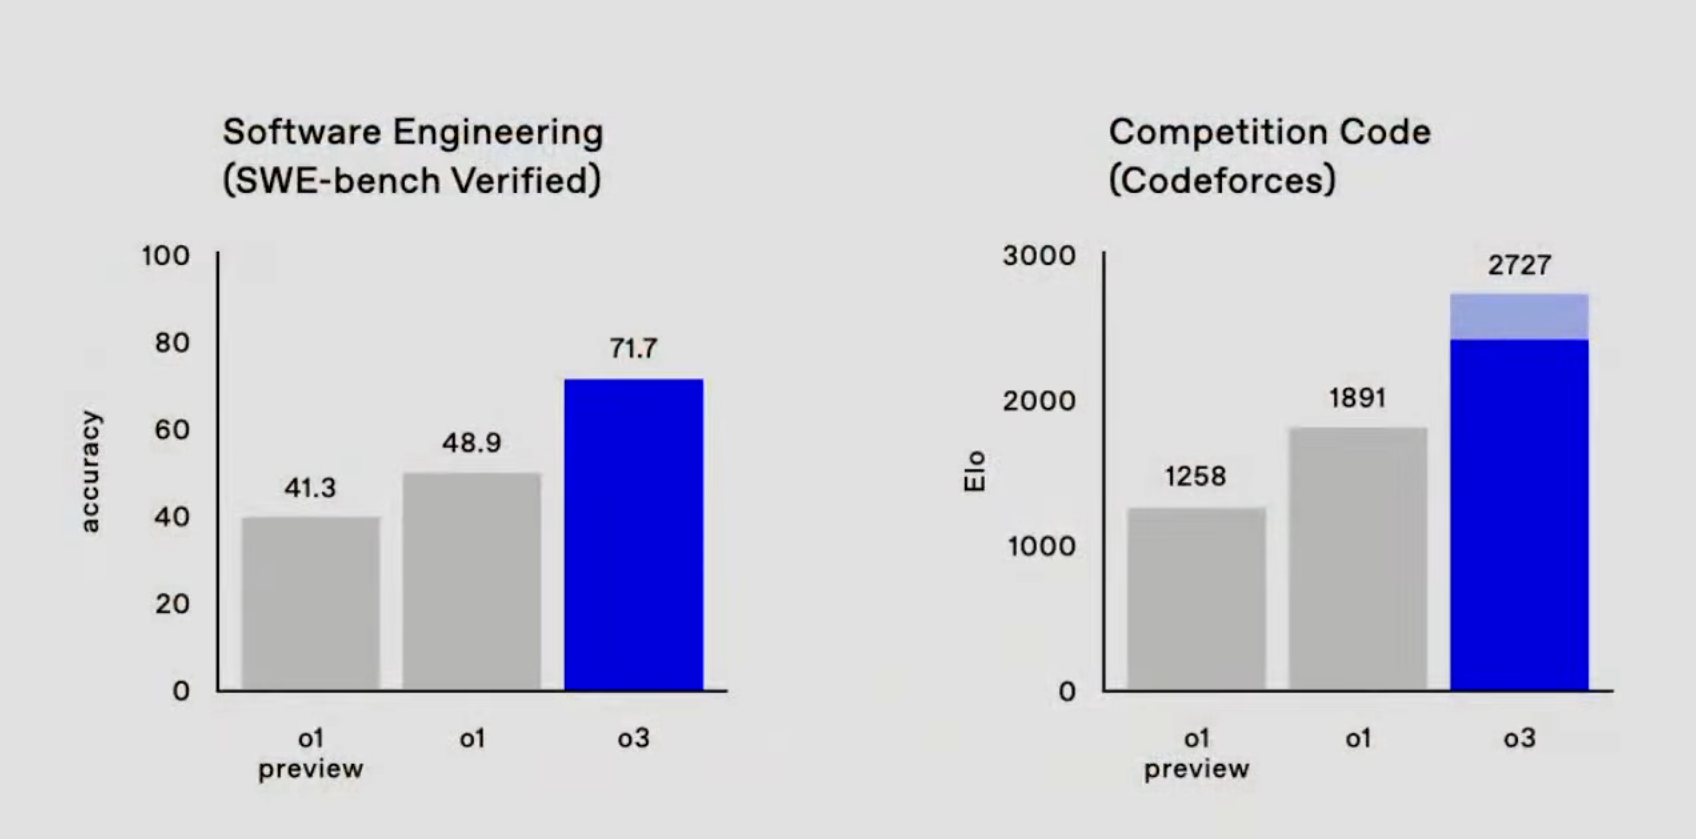 Software Engineering
(SWE-bench Verified)
100
80
60
40
20
0
accuracy
41.3
48.9
71.7
o1
preview
o1
o3
Competition Code
(Codeforces)
3000
2000
1000
0
Elo
1258
1891
2727
o1
preview
o1
o3